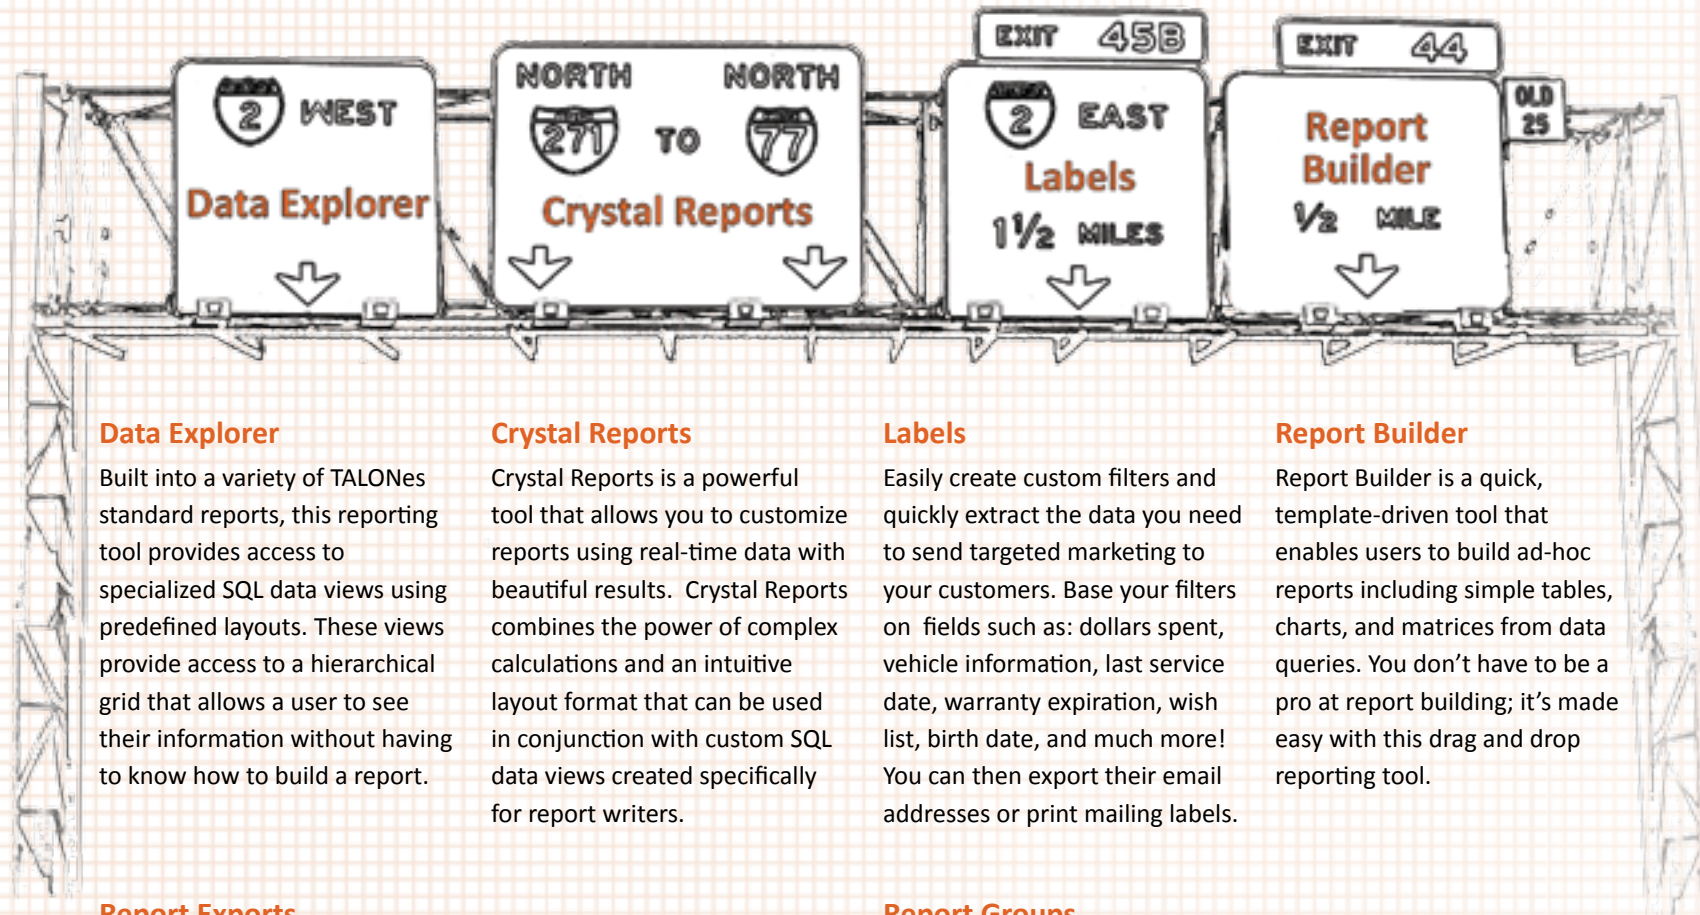 EXIT 45B
EXIT 44
2 WEST
Data Explorer
NORTH NORTH
271 TO 77
Crystal Reports
2 EAST
Labels
1 1/2 MILES
Report
Builder
1/2 MILE
OLD
25
Data Explorer
Built into a variety of TALONes
standard reports, this reporting
tool provides access to
specialized SQL data views using
predefined layouts. These views
provide access to a hierarchical
grid that allows a user to see
their information without having
to know how to build a report.
Crystal Reports
Crystal Reports is a powerful
tool that allows you to customize
reports using real-time data with
beautiful results.  Crystal Reports
combines the power of complex
calculations and an intuitive
layout format that can be used
in conjunction with custom SQL
data views created specifically
for report writers.
Labels
Easily create custom filters and
quickly extract the data you need
to send targeted marketing to
your customers. Base your filters
on  fields such as: dollars spent,
vehicle information, last service
date, warranty expiration, wish
list, birth date, and much more!
You can then export their email
addresses or print mailing labels.
Report Builder
Report Builder is a quick,
template-driven tool that
enables users to build ad-hoc
reports including simple tables,
charts, and matrices from data
queries. You don’t have to be a
pro at report building; it’s made
easy with this drag and drop
reporting tool.
Report Exports
Report Groups